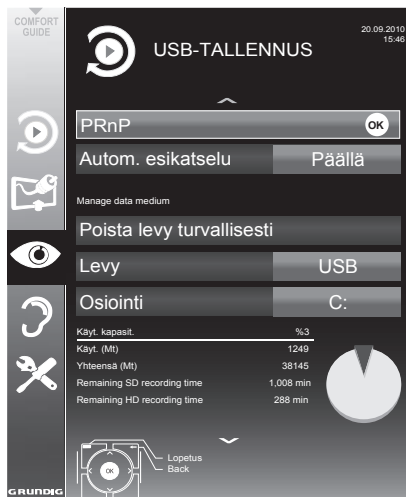 COMFORT
GUIDE
USB-TALLENNUS
20.09.2010
15:46
PRnP OK
Autom. esikatselu Päällä
Manage data medium
Poista levy turvallisesti
Levy USB
Osiointi C:
Käyt. kapasit. %3
Käyt. (Mt) 1249
Yhteensä (Mt) 38145
Remaining SD recording time 1,008 min
Remaining HD recording time 288 min
Lopetus
Back
OK
GRUNDIG